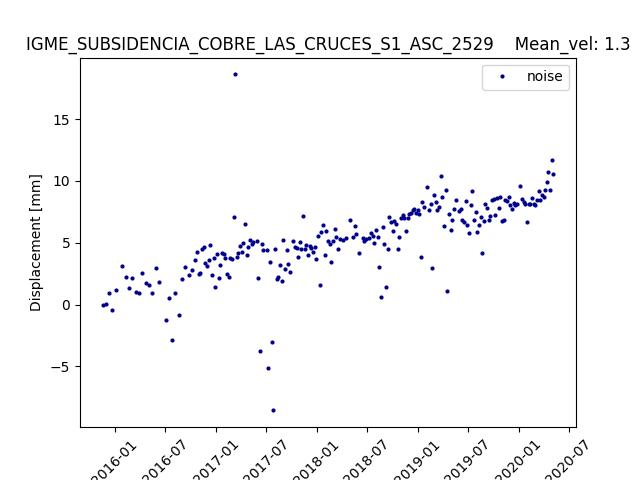 IGME_SUBSIDENCIA_COBRE_LAS_CRUCES_S1_ASC_2529 Mean_vel: 1.3
noise
Displacement [mm]
15
10
5
0
−5
2016-01 2016-07 2017-01 2017-07 2018-01 2018-07 2019-01 2019-07 2020-01 2020-07